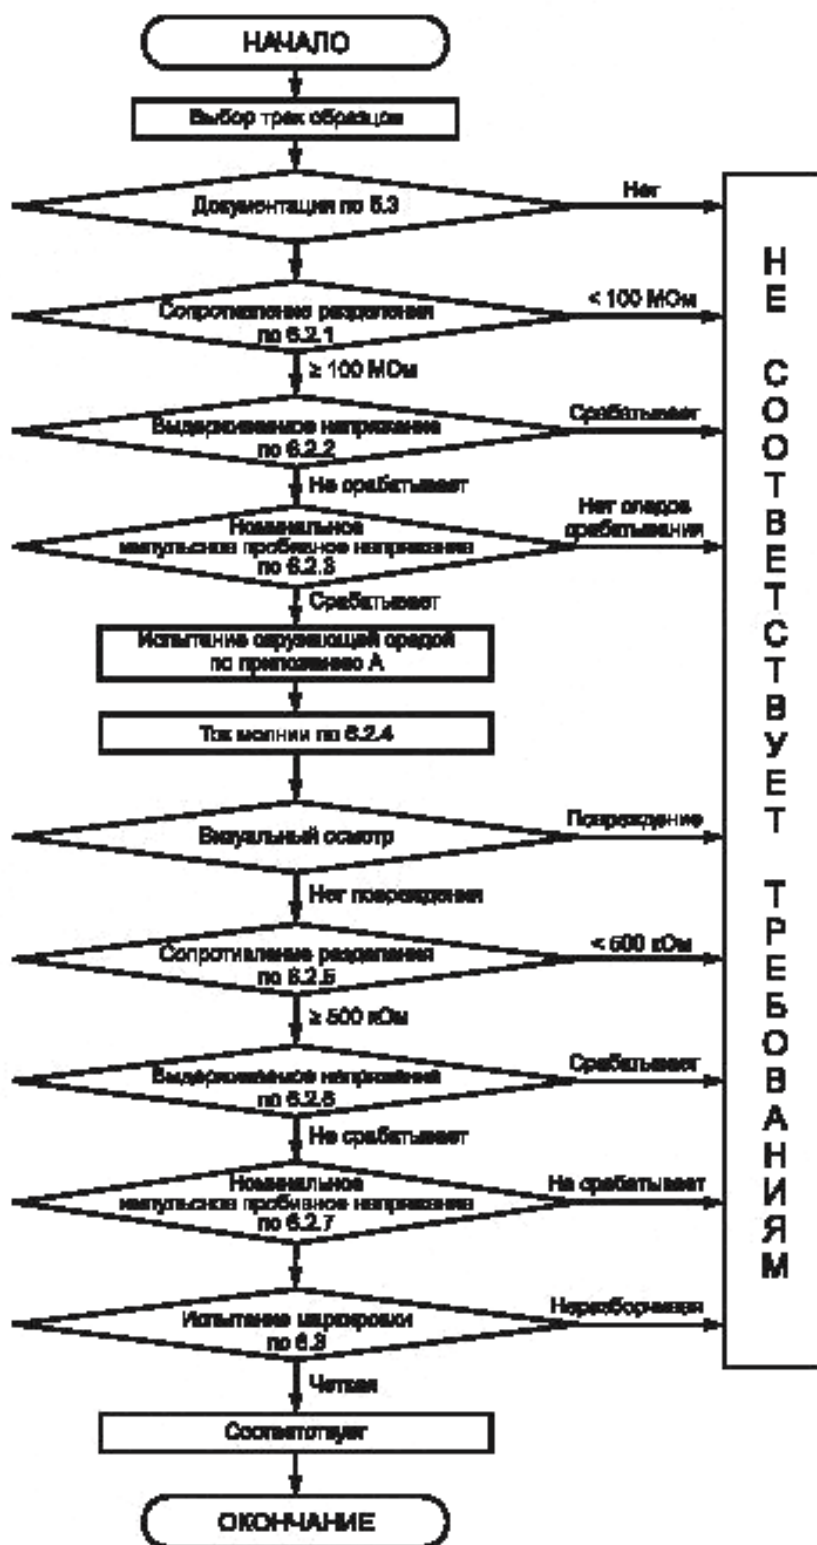 НАЧАЛО
Выбор трех образцов
Документация по 5.3
Нет
Сопротивление разделения
по 6.2.1
< 100 МОм
≥ 100 МОм
Выдерживаемое напряжение
по 6.2.2
Срабатывает
Не срабатывает
Номинальное
импульсное пробивное напряжение
по 6.2.3
Нет следов
срабатывания
Срабатывает
Испытание окружающей средой
по приложению А
Ток молнии по 6.2.4
Визуальный осмотр
Повреждение
Нет повреждения
Сопротивление разделения
по 6.2.5
< 500 кОм
≥ 500 кОм
Выдерживаемое напряжение
по 6.2.6
Срабатывает
Не срабатывает
Номинальное
импульсное пробивное напряжение
по 6.2.7
Не срабатывает
Испытание маркировки
по 6.3
Неразборчивая
Четкая
Соответствует
ОКОНЧАНИЕ
НЕ СООТВЕТСТВУЕТ ТРЕБОВАНИЯМ